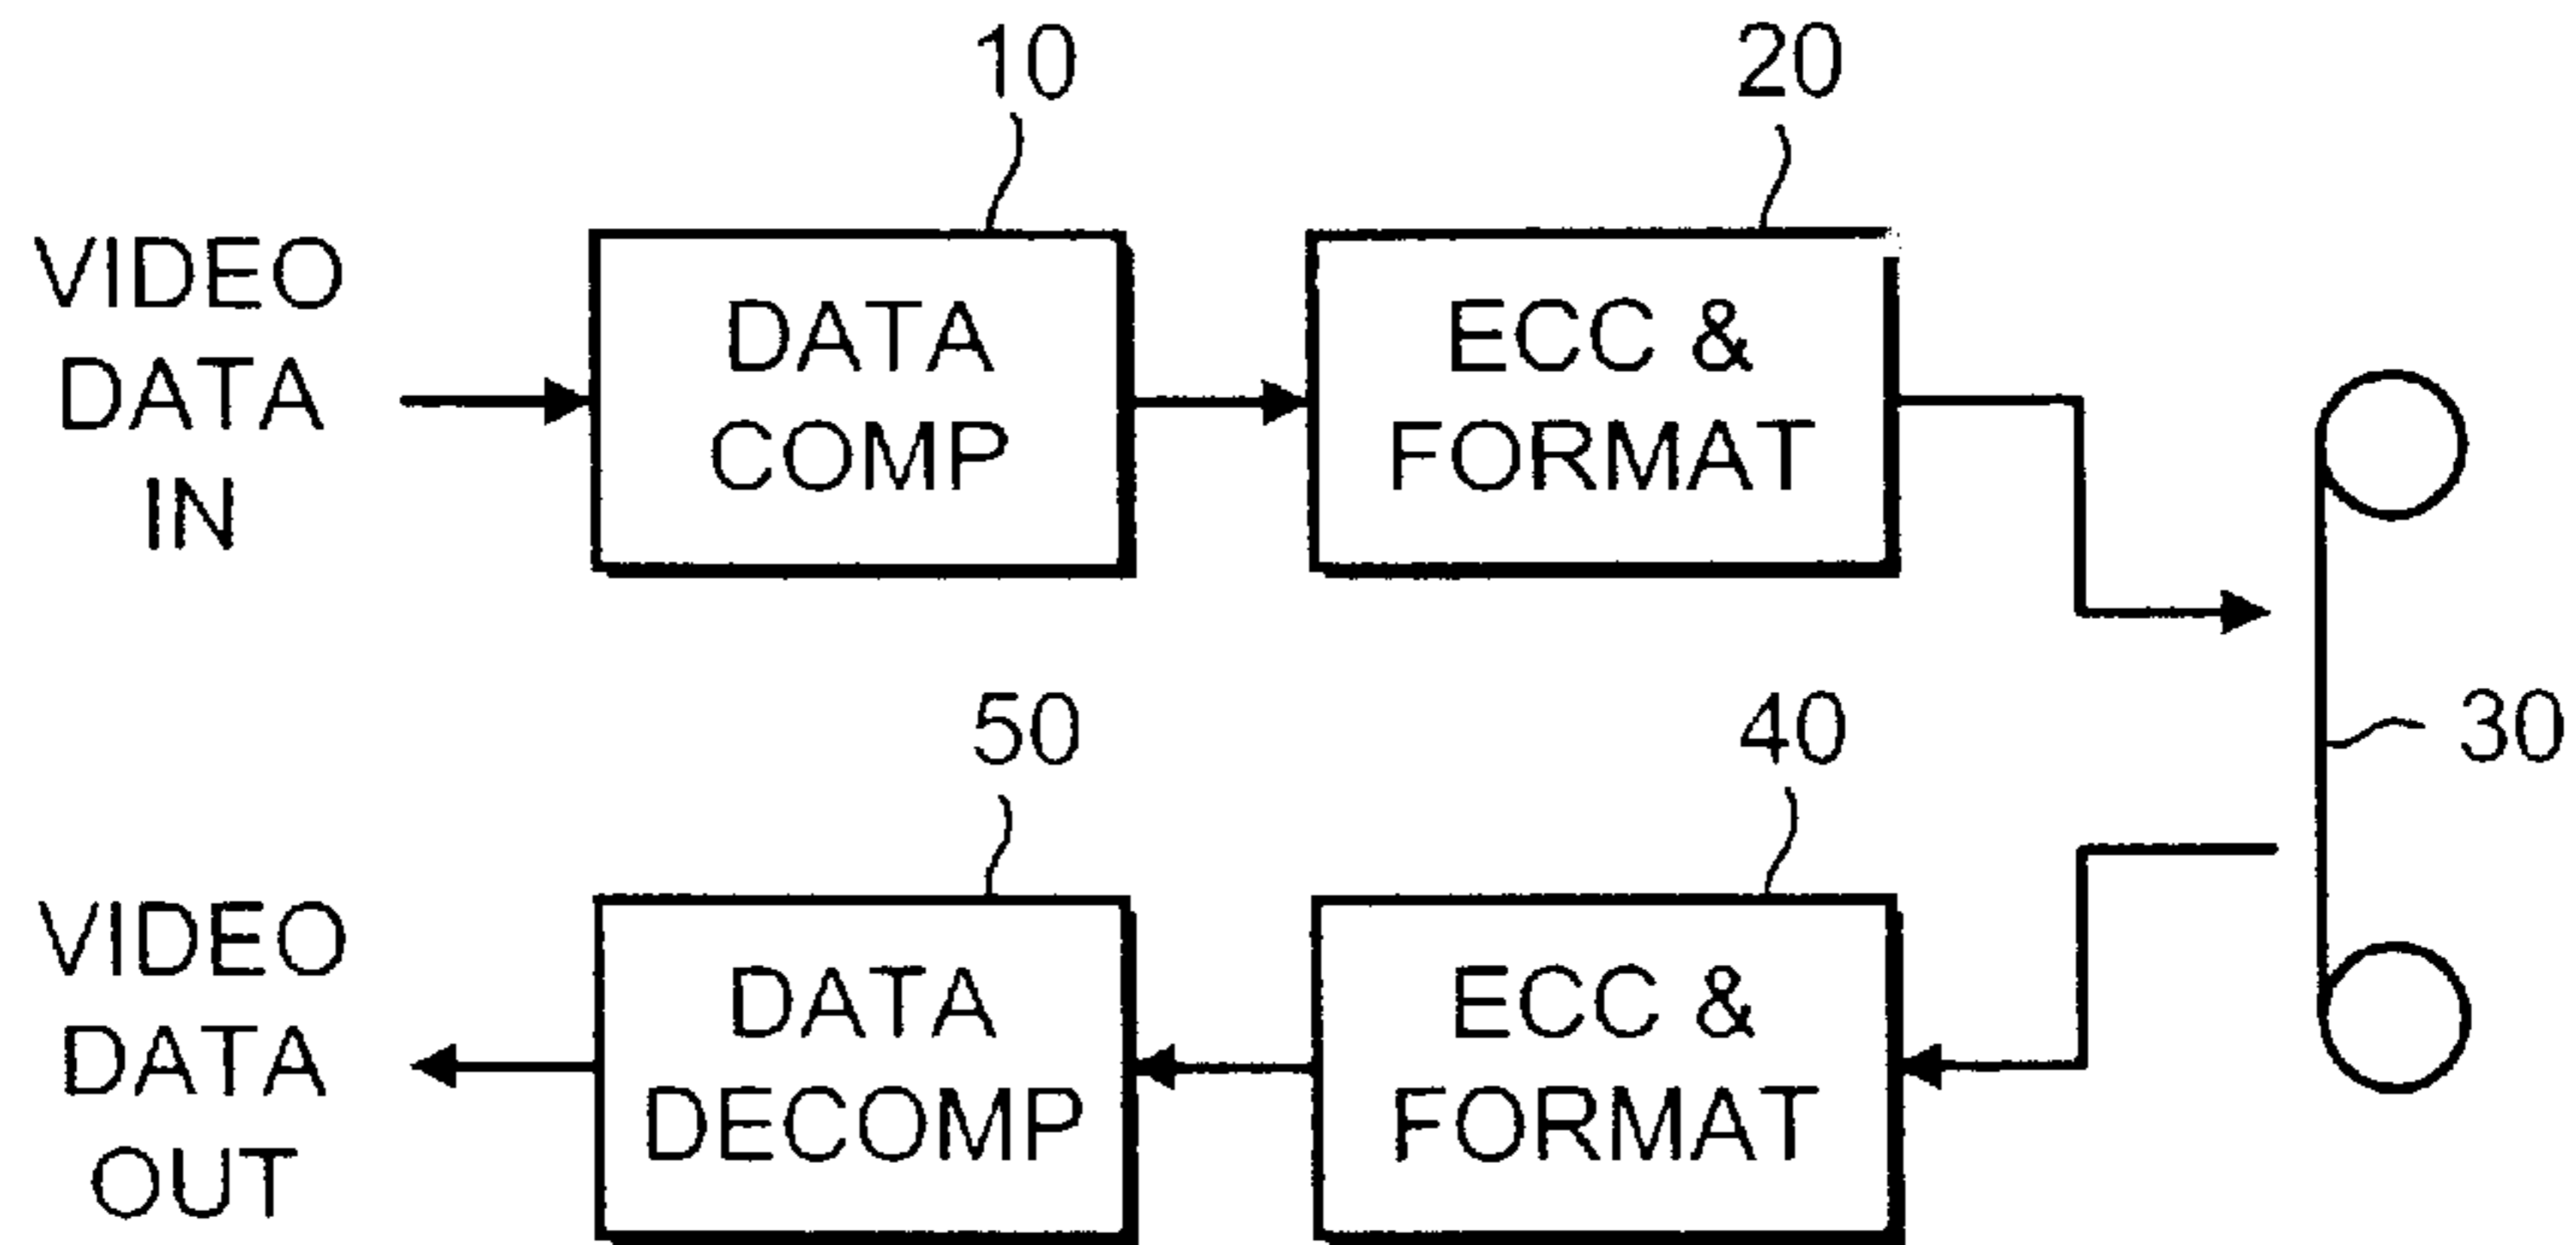 10
20
VIDEO
DATA
IN
DATA
COMP
ECC &
FORMAT
30
50
40
VIDEO
DATA
OUT
DATA
DECOMP
ECC &
FORMAT